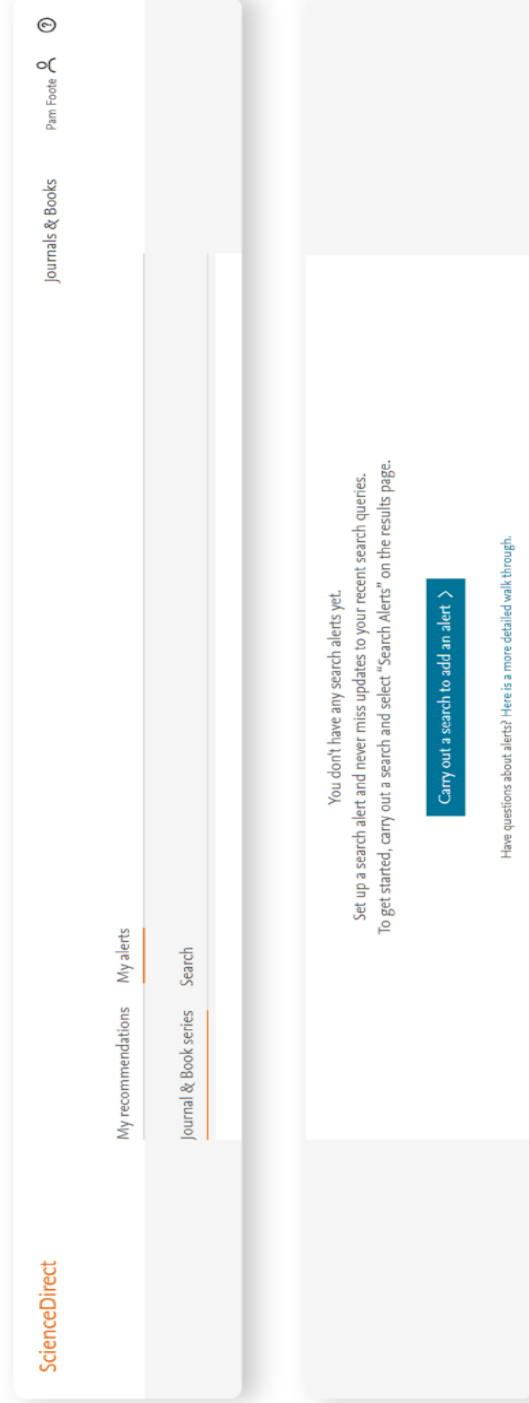 ScienceDirect
Journals & Books
Pam Foote
?
My recommendations
My alerts
Journal & Book series
Search
You don't have any search alerts yet.
Set up a search alert and never miss updates to your recent search queries.
To get started, carry out a search and select “Search Alerts” on the results page.
Carry out a search to add an alert >
Have questions about alerts? Here is a more detailed walk through.